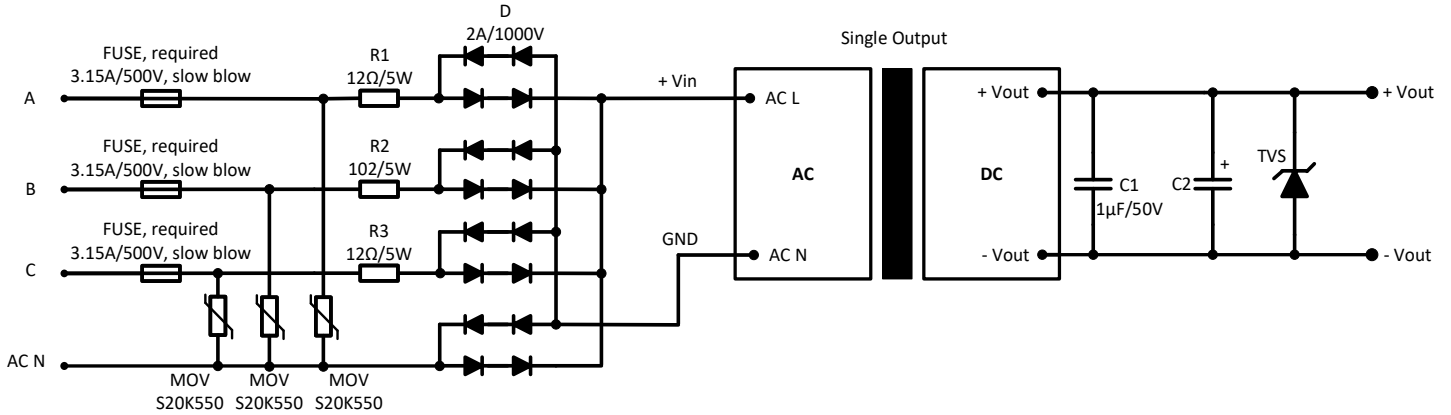 D
2A/1000V
FUSE, required
3.15A/500V, slow blow
R1
12Ω/5W
Single Output
A
+ Vin
AC L
+ Vout
+ Vout
FUSE, required
3.15A/500V, slow blow
R2
102/5W
B
AC
DC
C1
1µF/50V
C2
+
TVS
FUSE, required
3.15A/500V, slow blow
R3
12Ω/5W
C
GND
AC N
- Vout
- Vout
AC N
MOV
S20K550
MOV
S20K550
MOV
S20K550